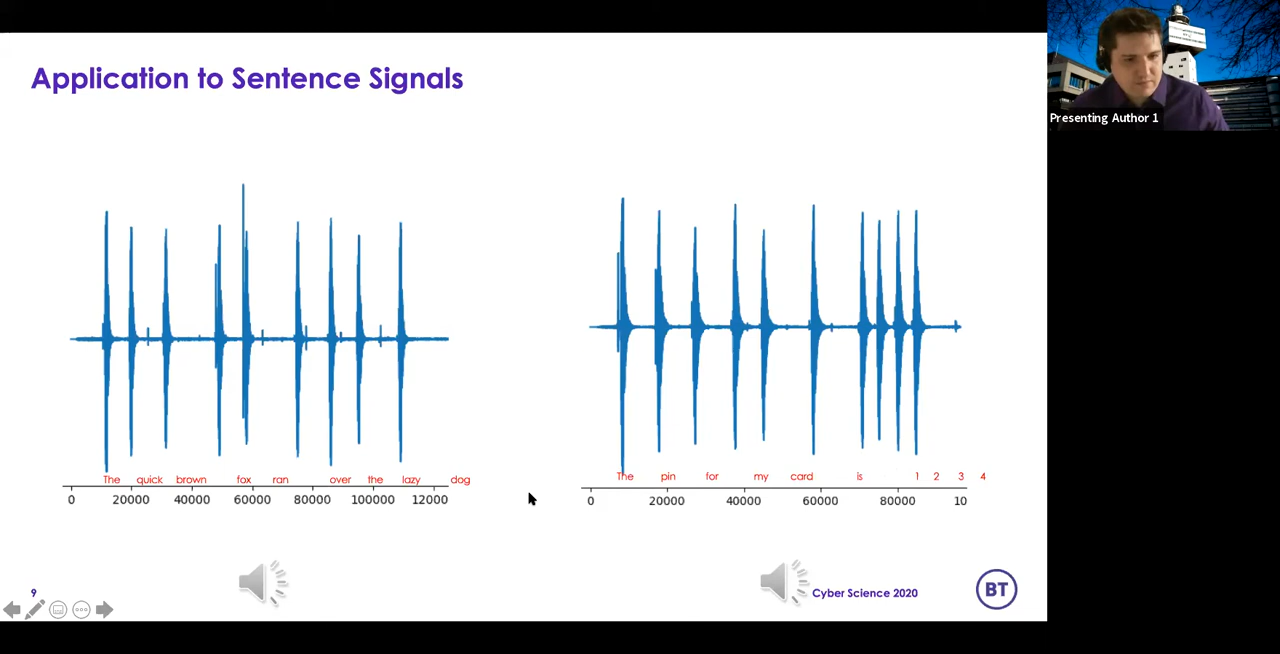 Application to Sentence Signals
Presenting Author 1
The quick brown fox ran over the lazy dog
0 20000 40000 60000 80000 100000 12000
The pin for my card is 1 2 3 4
0 20000 40000 60000 80000 10
9
Cyber Science 2020
BT